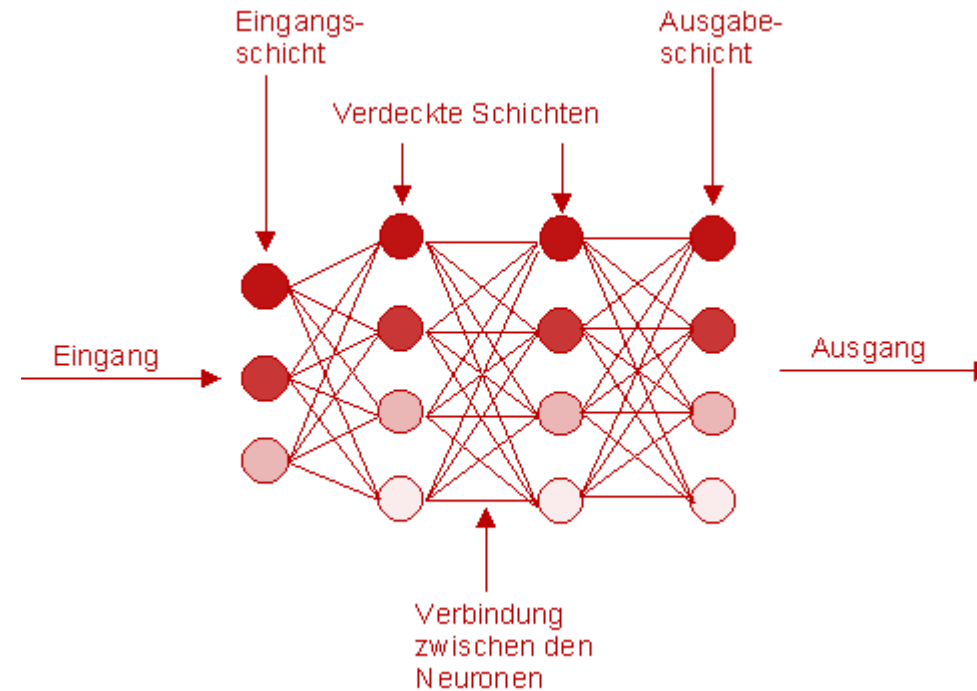 Eingangs-
schicht
Ausgabe-
schicht
Verdeckte Schichten
Eingang
Ausgang
Verbindung
zwischen den
Neuronen